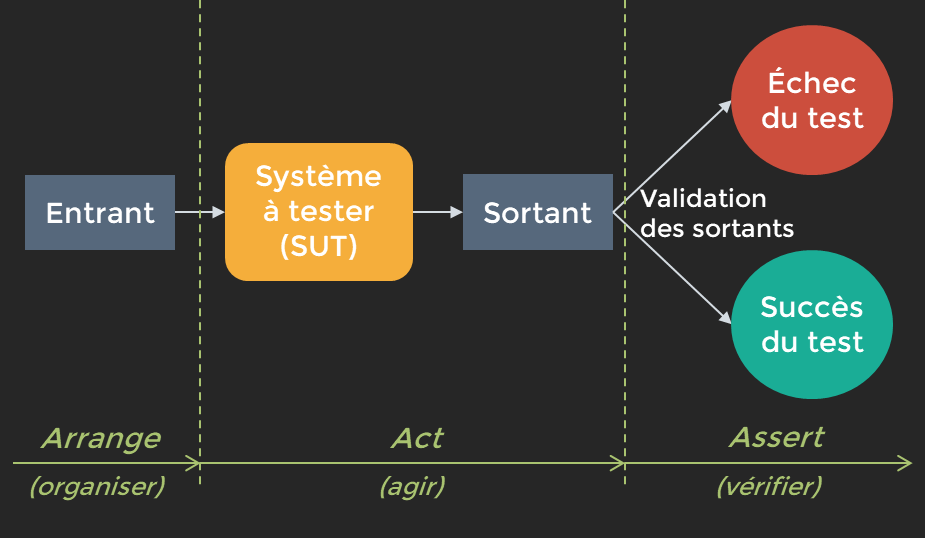 Entrant
Système
à tester
(SUT)
Sortant
Validation
des sortants
Échec
du test
Succès
du test
Arrange
(organiser)
Act
(agir)
Assert
(vérifier)